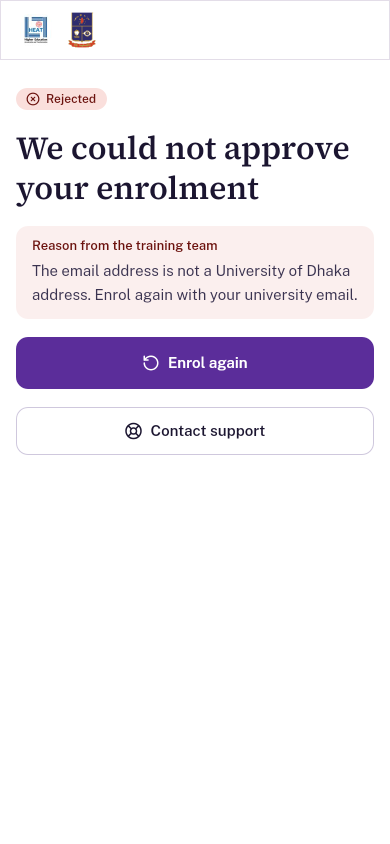 HEAT
Rejected
We could not approve
your enrolment
Reason from the training team
The email address is not a University of Dhaka
address. Enrol again with your university email.
Enrol again
Contact support